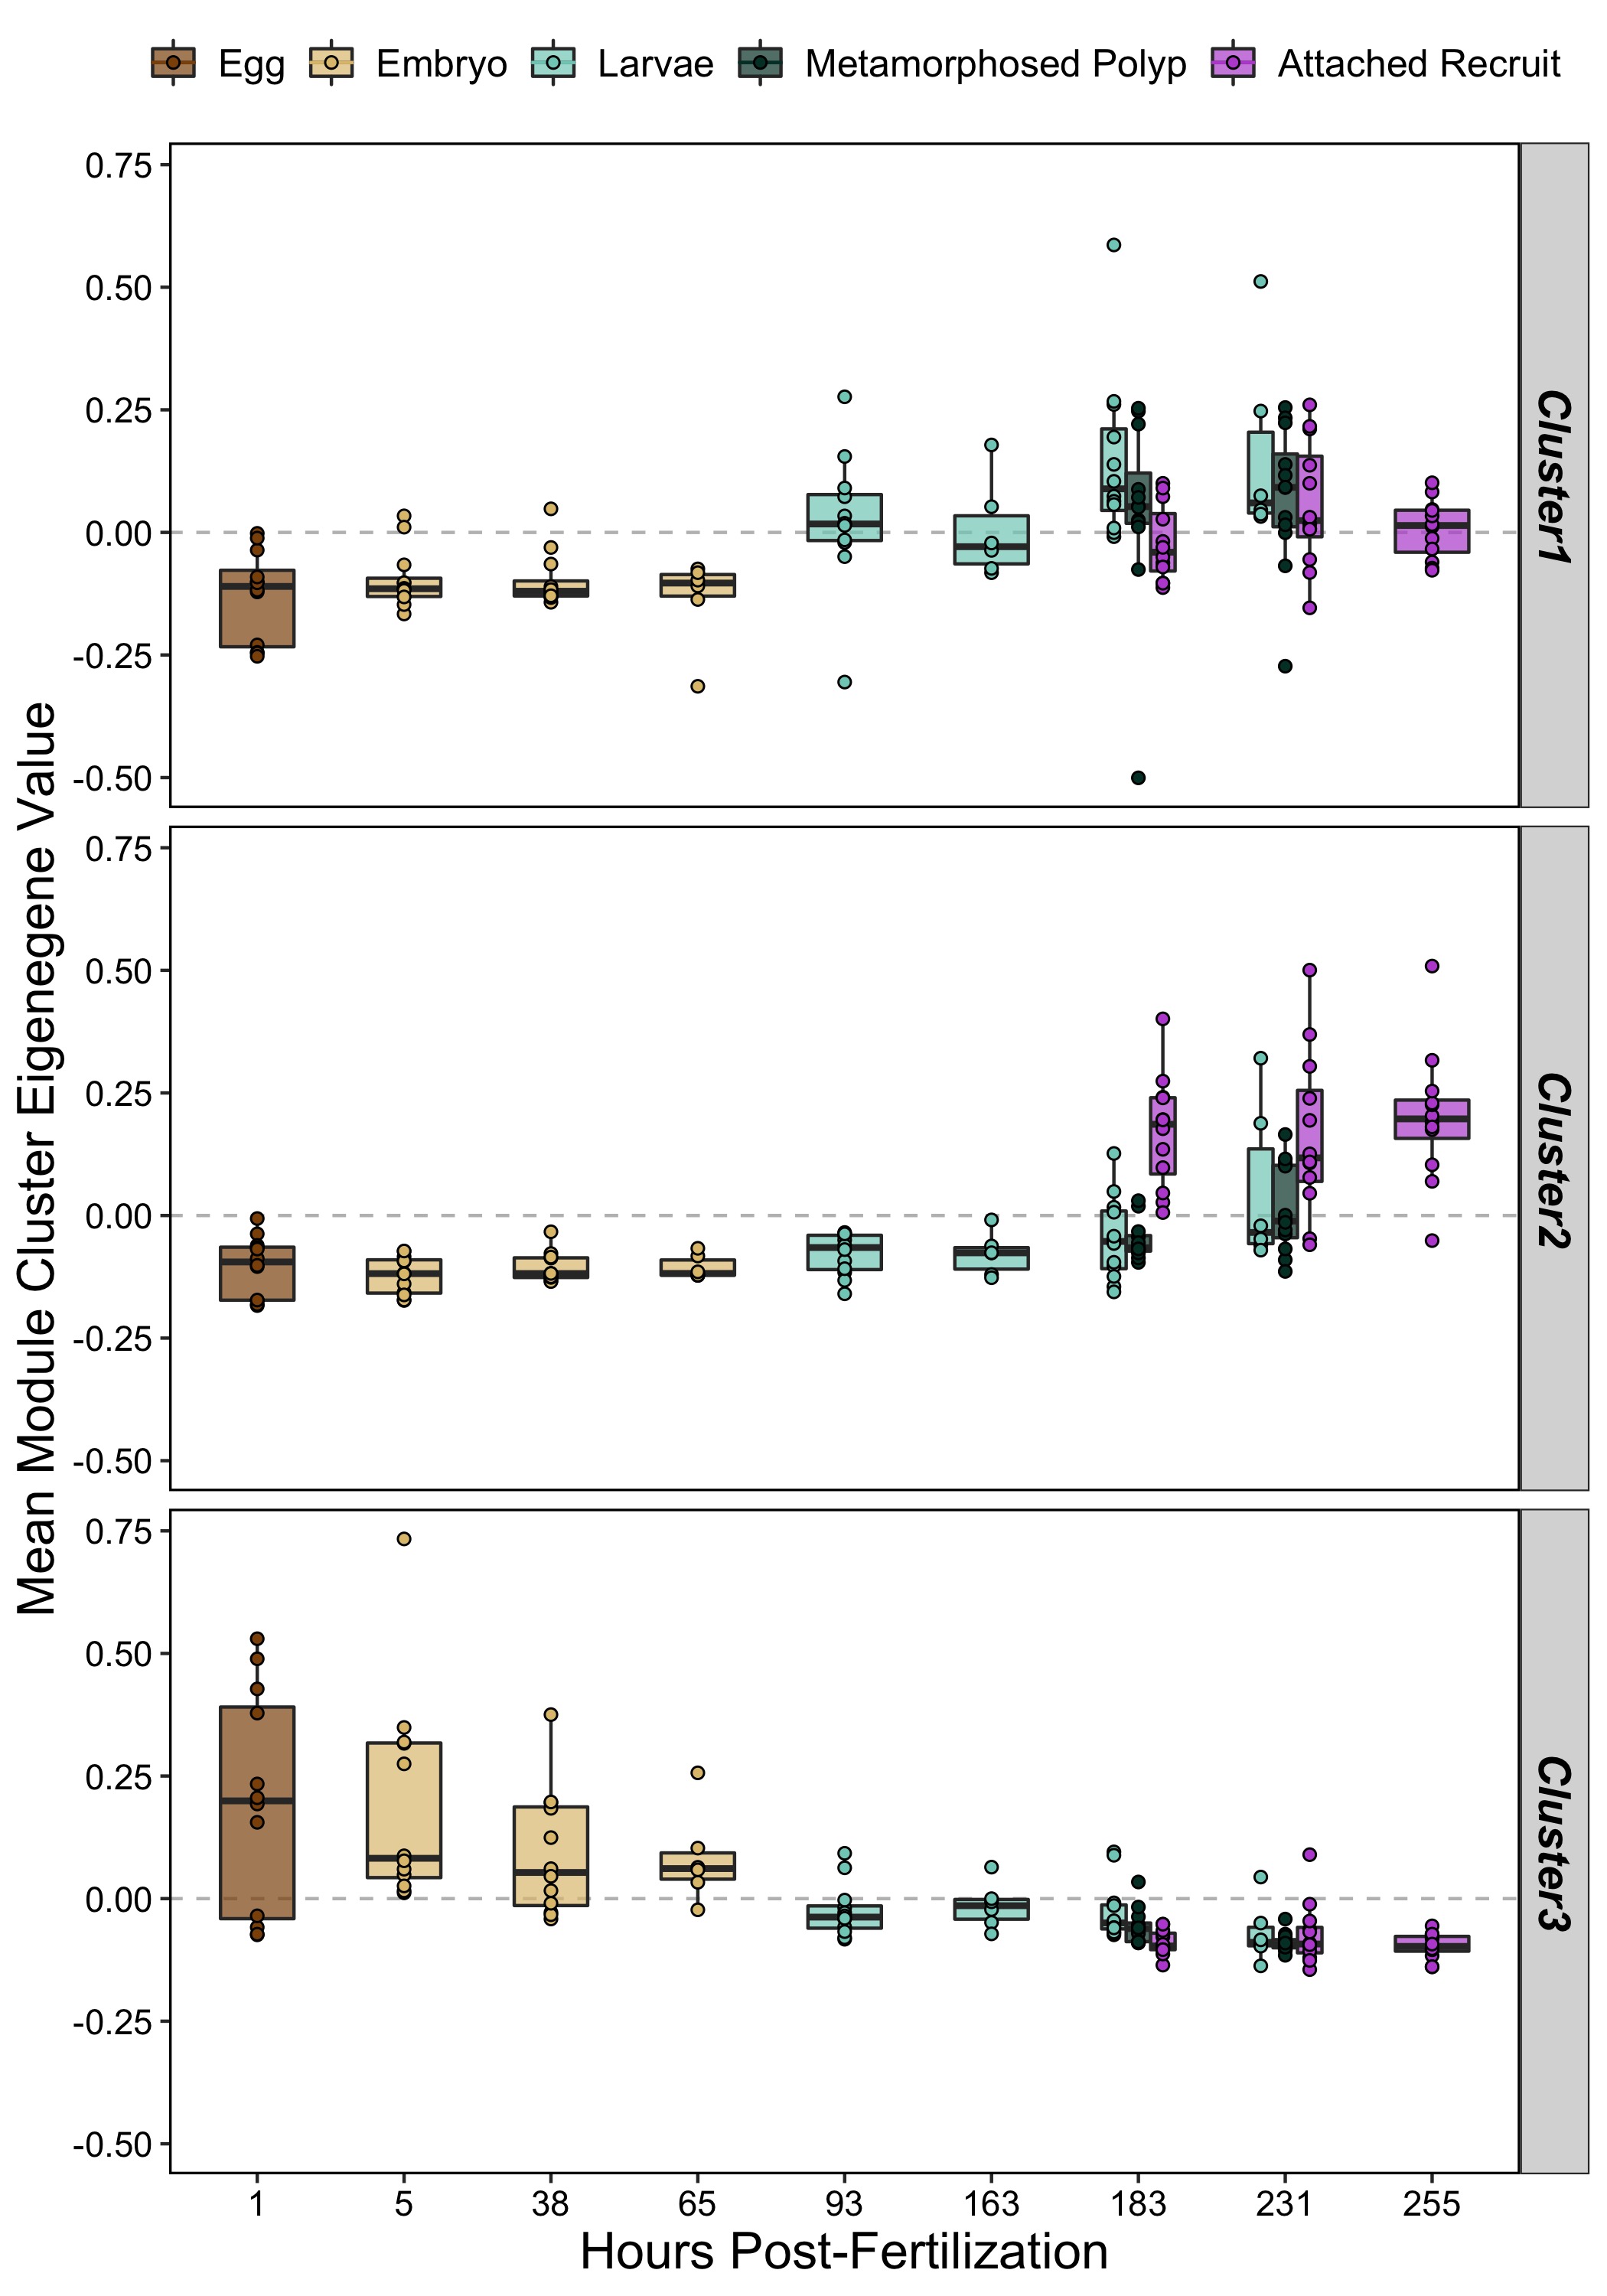 Egg Embryo Larvae Metamorphosed Polyp Attached Recruit
Mean Module Cluster Eigenegene Value
0.75
0.50
0.25
0.00
-0.25
-0.50
Cluster1
0.75
0.50
0.25
0.00
-0.25
-0.50
Cluster2
0.75
0.50
0.25
0.00
-0.25
-0.50
Cluster3
1 5 38 65 93 163 183 231 255
Hours Post-Fertilization